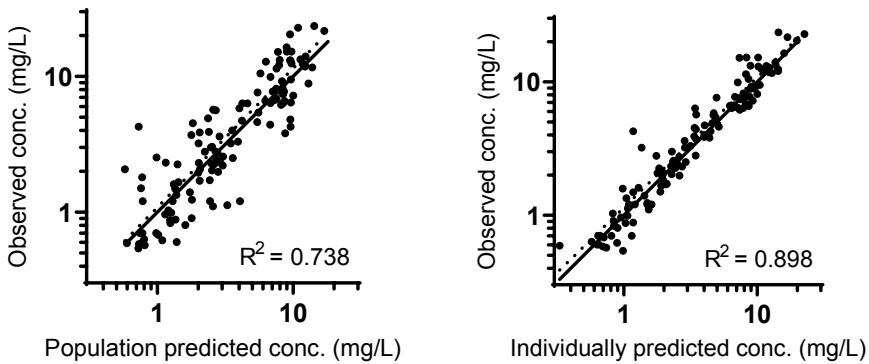 Observed conc. (mg/L)
10
1
R² = 0.738
1
10
Population predicted conc. (mg/L)
Observed conc. (mg/L)
10
1
R² = 0.898
1
10
Individually predicted conc. (mg/L)